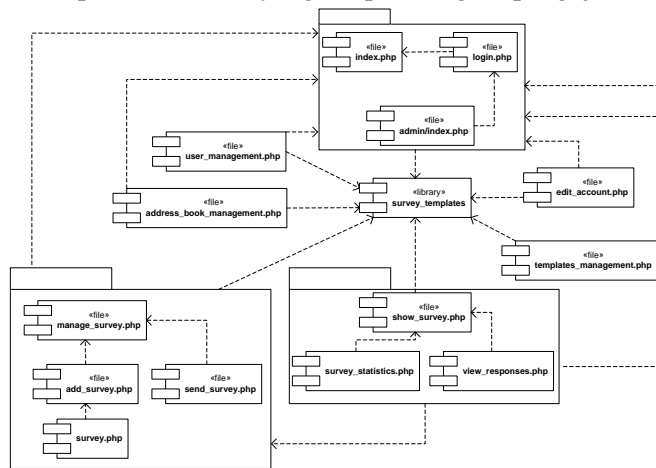 «file»
index.php
«file»
login.php
«file»
admin/index.php
«file»
user_management.php
«file»
address_book_management.php
«library»
survey_templates
«file»
edit_account.php
«file»
templates_management.php
«file»
manage_survey.php
«file»
add_survey.php
«file»
send_survey.php
survey.php
«file»
show_survey.php
survey_statistics.php
«file»
view_responses.php